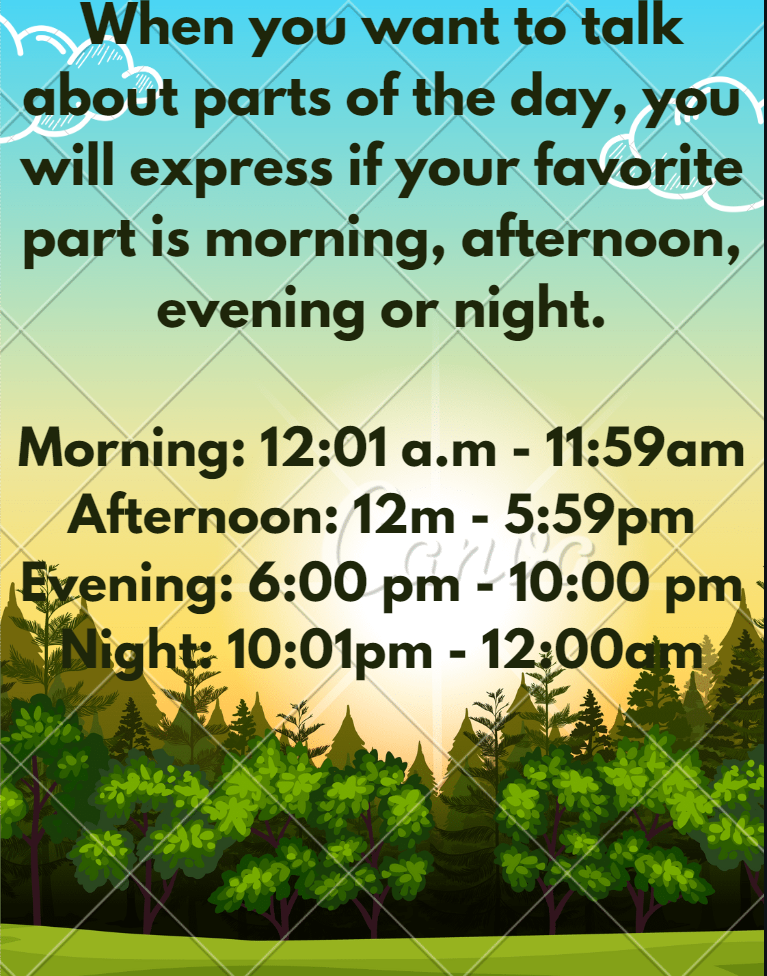 When you want to talk
about parts of the day, you
will express if your favorite
part is morning, afternoon,
evening or night.
Morning: 12:01 a.m - 11:59am
Afternoon: 12m - 5:59pm
Evening: 6:00 pm - 10:00 pm
Night: 10:01pm - 12:00am
Canva